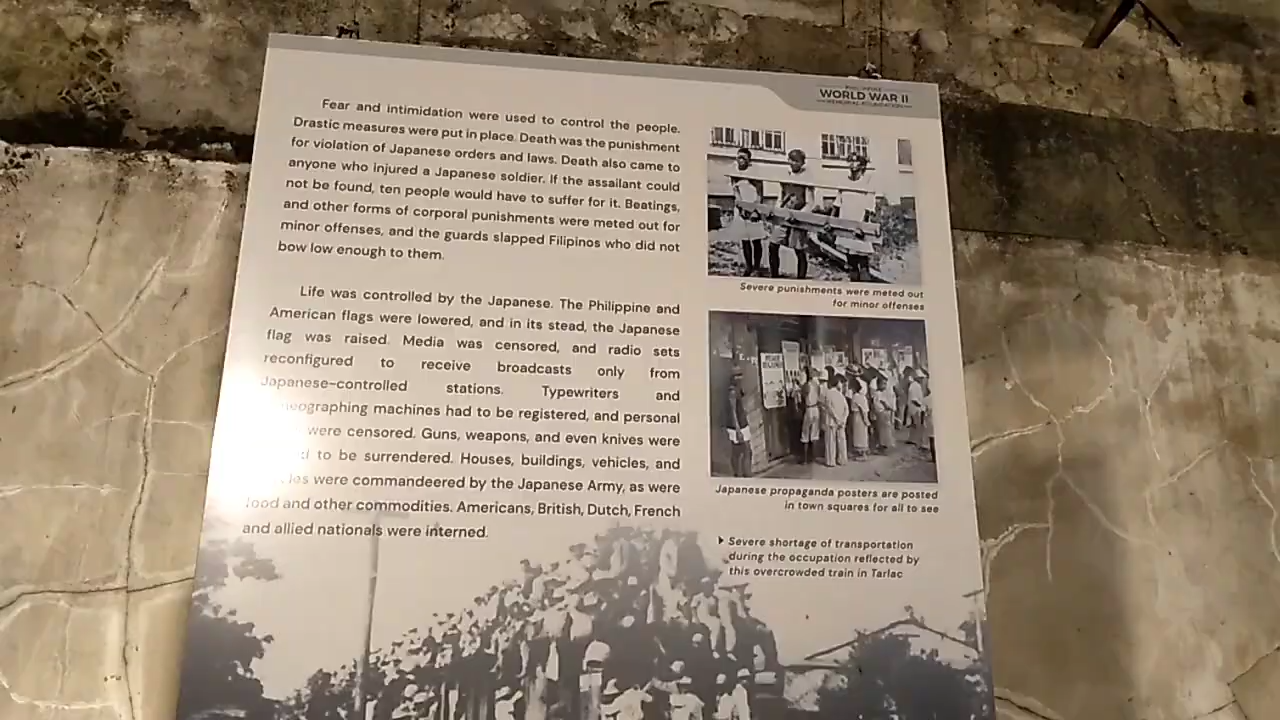 WORLD WAR II
MEMORIAL FOUNDATION
Fear and intimidation were used to control the people.
Drastic measures were put in place. Death was the punishment
for violation of Japanese orders and laws. Death also came to
anyone who injured a Japanese soldier. If the assailant could
not be found, ten people would have to suffer for it. Beatings,
and other forms of corporal punishments were meted out for
minor offenses, and the guards slapped Filipinos who did not
bow low enough to them.
Life was controlled by the Japanese. The Philippine and
American flags were lowered, and in its stead, the Japanese
flag was raised. Media was censored, and radio sets
reconfigured to receive broadcasts only from
Japanese-controlled stations. Typewriters and
machines had to be registered, and personal
were censored. Guns, weapons, and even knives were
to be surrendered. Houses, buildings, vehicles, and
were commandeered by the Japanese Army, as were
food and other commodities. Americans, British, Dutch, French
and allied nationals were interned.
Severe punishments were meted out
for minor offenses
Japanese propaganda posters are posted
in town squares for all to see
Severe shortage of transportation
during the occupation reflected by
this overcrowded train in Tarlac